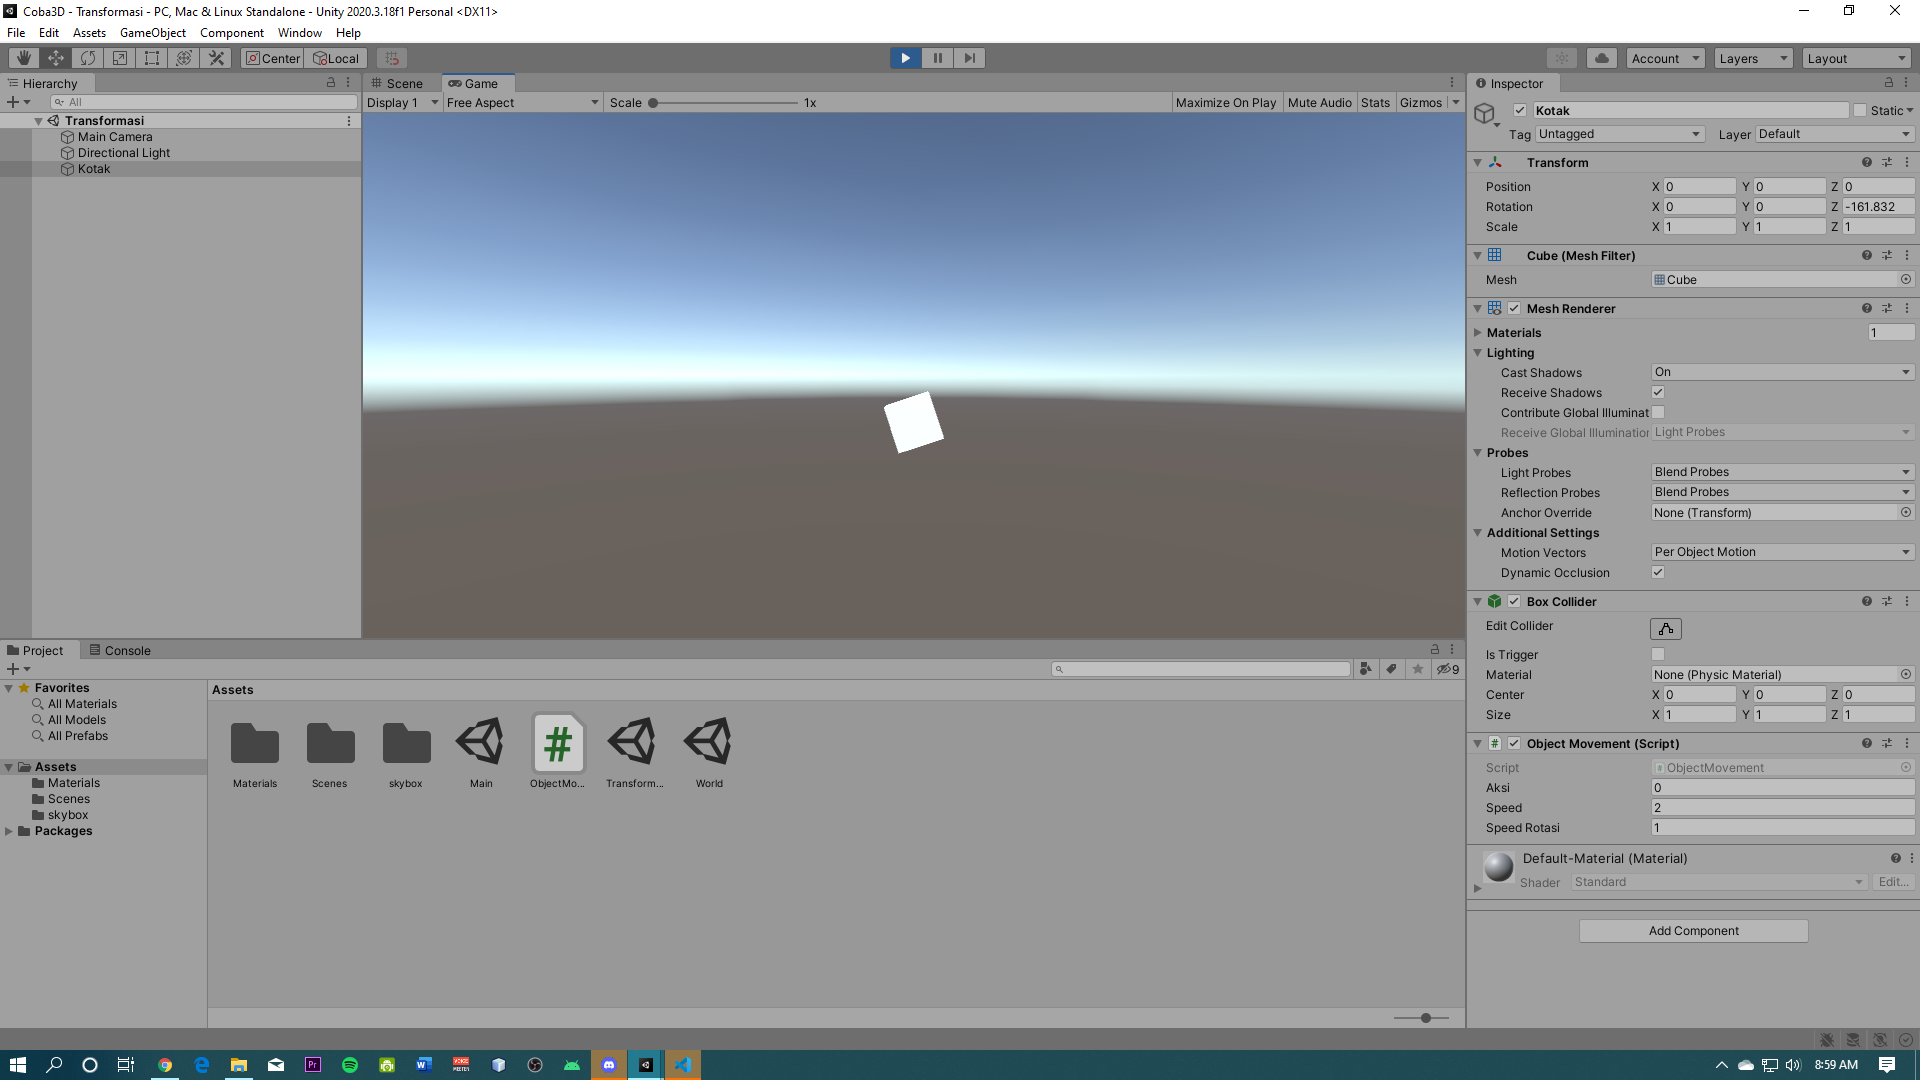 Coba3D - Transformasi - PC, Mac & Linux Standalone - Unity 2020.3.18f1 Personal <DX11>
File Edit Assets GameObject Component Window Help
Center Local
Account Layers Layout
Hierarchy
All
Transformasi
Main Camera
Directional Light
Kotak
Scene Game
Display 1 Free Aspect Scale 1x Maximize On Play Mute Audio Stats Gizmos
Inspector
Kotak Static
Tag Untagged Layer Default
Transform
Position X 0 Y 0 Z 0
Rotation X 0 Y 0 Z -161.832
Scale X 1 Y 1 Z 1
Cube (Mesh Filter)
Mesh Cube
Mesh Renderer
Materials 1
Lighting
Cast Shadows On
Receive Shadows
Contribute Global Illuminat
Receive Global Illumination Light Probes
Probes
Light Probes Blend Probes
Reflection Probes Blend Probes
Anchor Override None (Transform)
Additional Settings
Motion Vectors Per Object Motion
Dynamic Occlusion
Box Collider
Edit Collider
Is Trigger
Material None (Physic Material)
Center X 0 Y 0 Z 0
Size X 1 Y 1 Z 1
Object Movement (Script)
Script ObjectMovement
Aksi 0
Speed 2
Speed Rotasi 1
Default-Material (Material)
Shader Standard Edit...
Add Component
Project Console
9
Favorites
All Materials
All Models
All Prefabs
Assets
Materials
Scenes
skybox
Packages
Assets
Materials Scenes skybox Main ObjectMo... Transform... World
8:59 AM